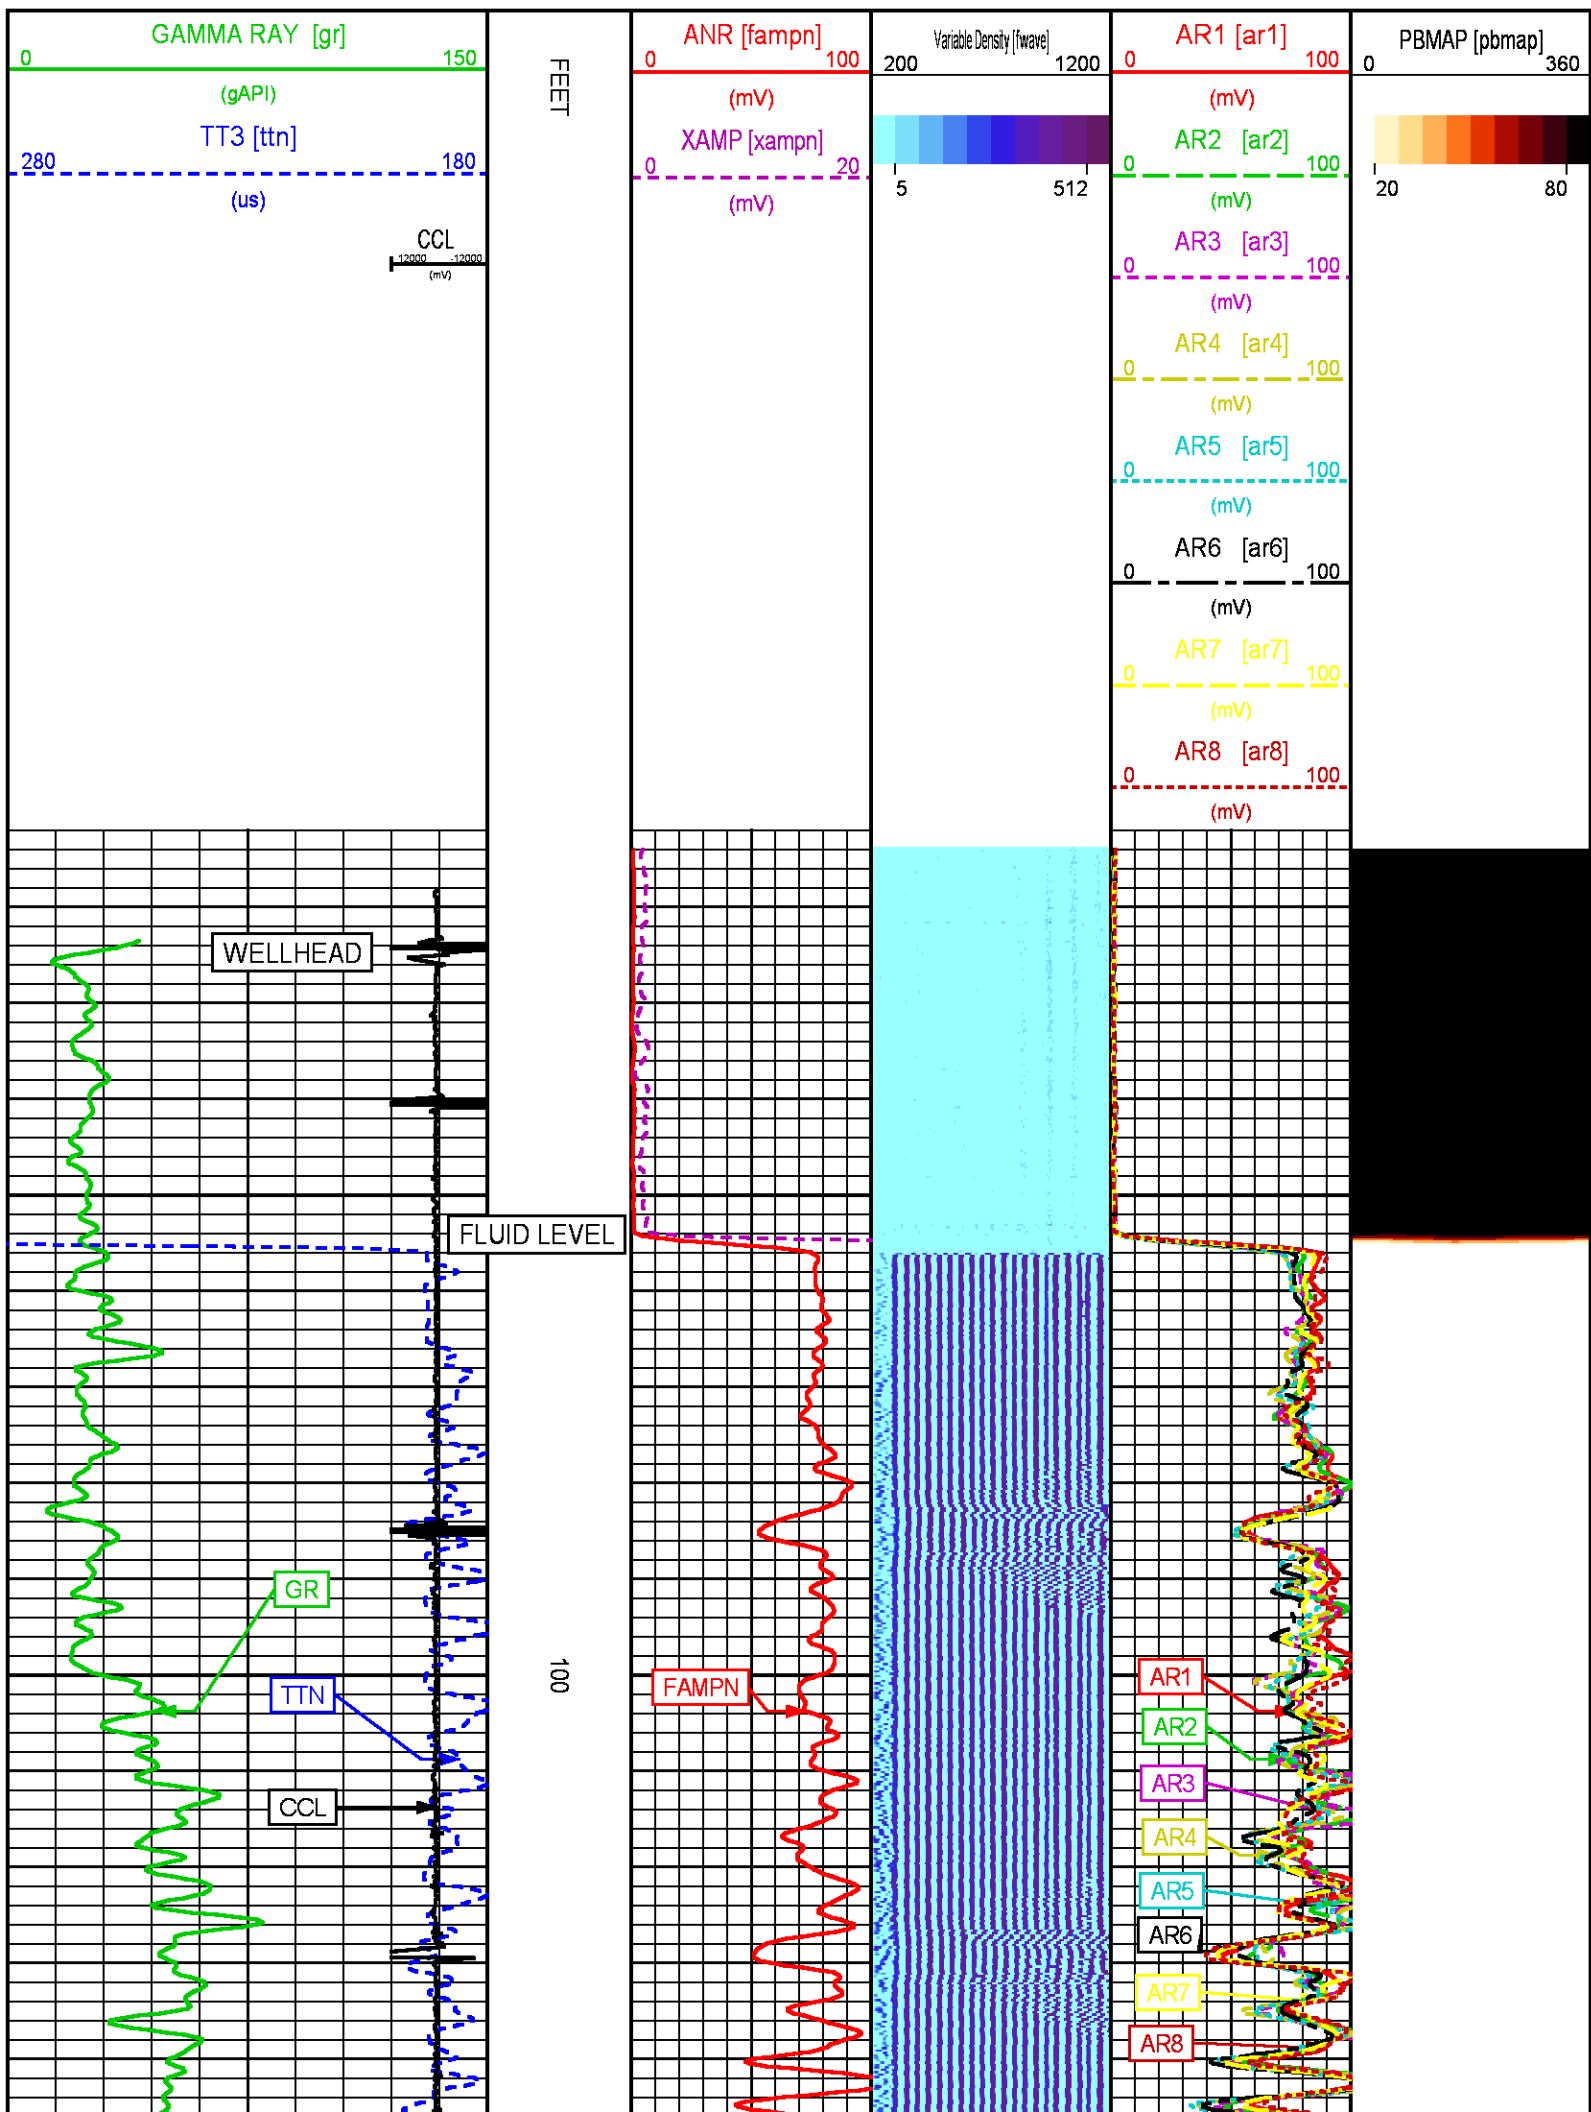 GAMMA RAY [gr]
0 150
(gAPI)
TT3 [ttn]
280 180
(us)
CCL
12000 -12000
(mV)
FEET
ANR [fampn]
0 100
(mV)
XAMP [xampn]
0 20
(mV)
Variable Density [fwave]
200 1200
5 512
AR1 [ar1]
0 100
(mV)
AR2 [ar2]
0 100
(mV)
AR3 [ar3]
0 100
(mV)
AR4 [ar4]
0 100
(mV)
AR5 [ar5]
0 100
(mV)
AR6 [ar6]
0 100
(mV)
AR7 [ar7]
0 100
(mV)
AR8 [ar8]
0 100
(mV)
PBMAP [pbmap]
0 360
20 80
WELLHEAD
FLUID LEVEL
GR
TTN
CCL
100
FAMPN
AR1
AR2
AR3
AR4
AR5
AR6
AR7
AR8